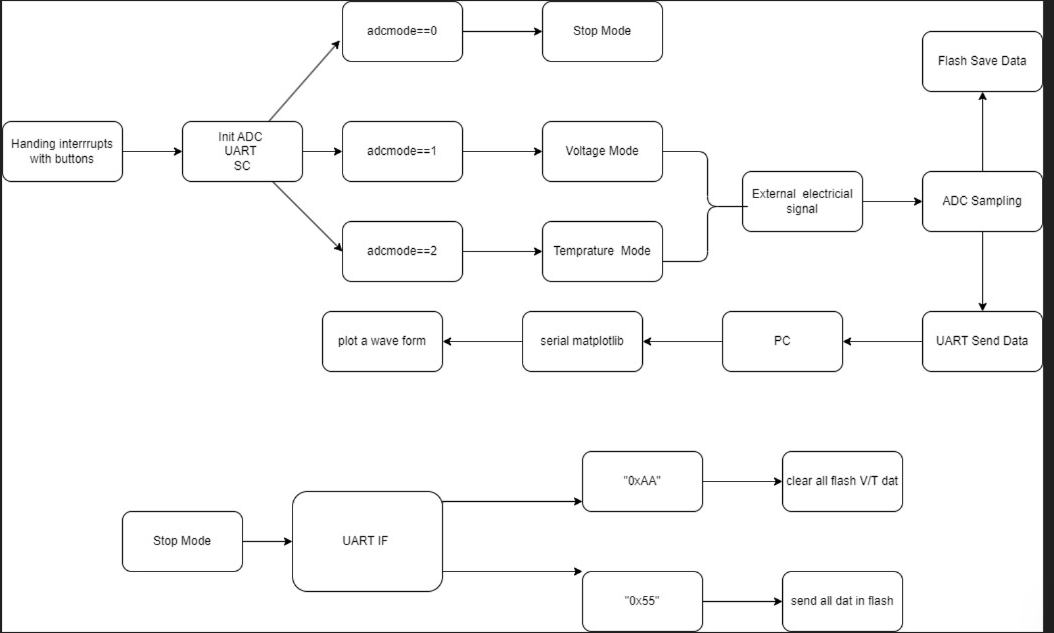 adcmode==0
Stop Mode
Flash Save Data
Handing interrrupts
with buttons
Init ADC
UART
SC
adcmode==1
Voltage Mode
External electricial
signal
ADC Sampling
adcmode==2
Temprature Mode
plot a wave form
serial matplotlib
PC
UART Send Data
"0xAA"
clear all flash V/T dat
Stop Mode
UART IF
"0x55"
send all dat in flash